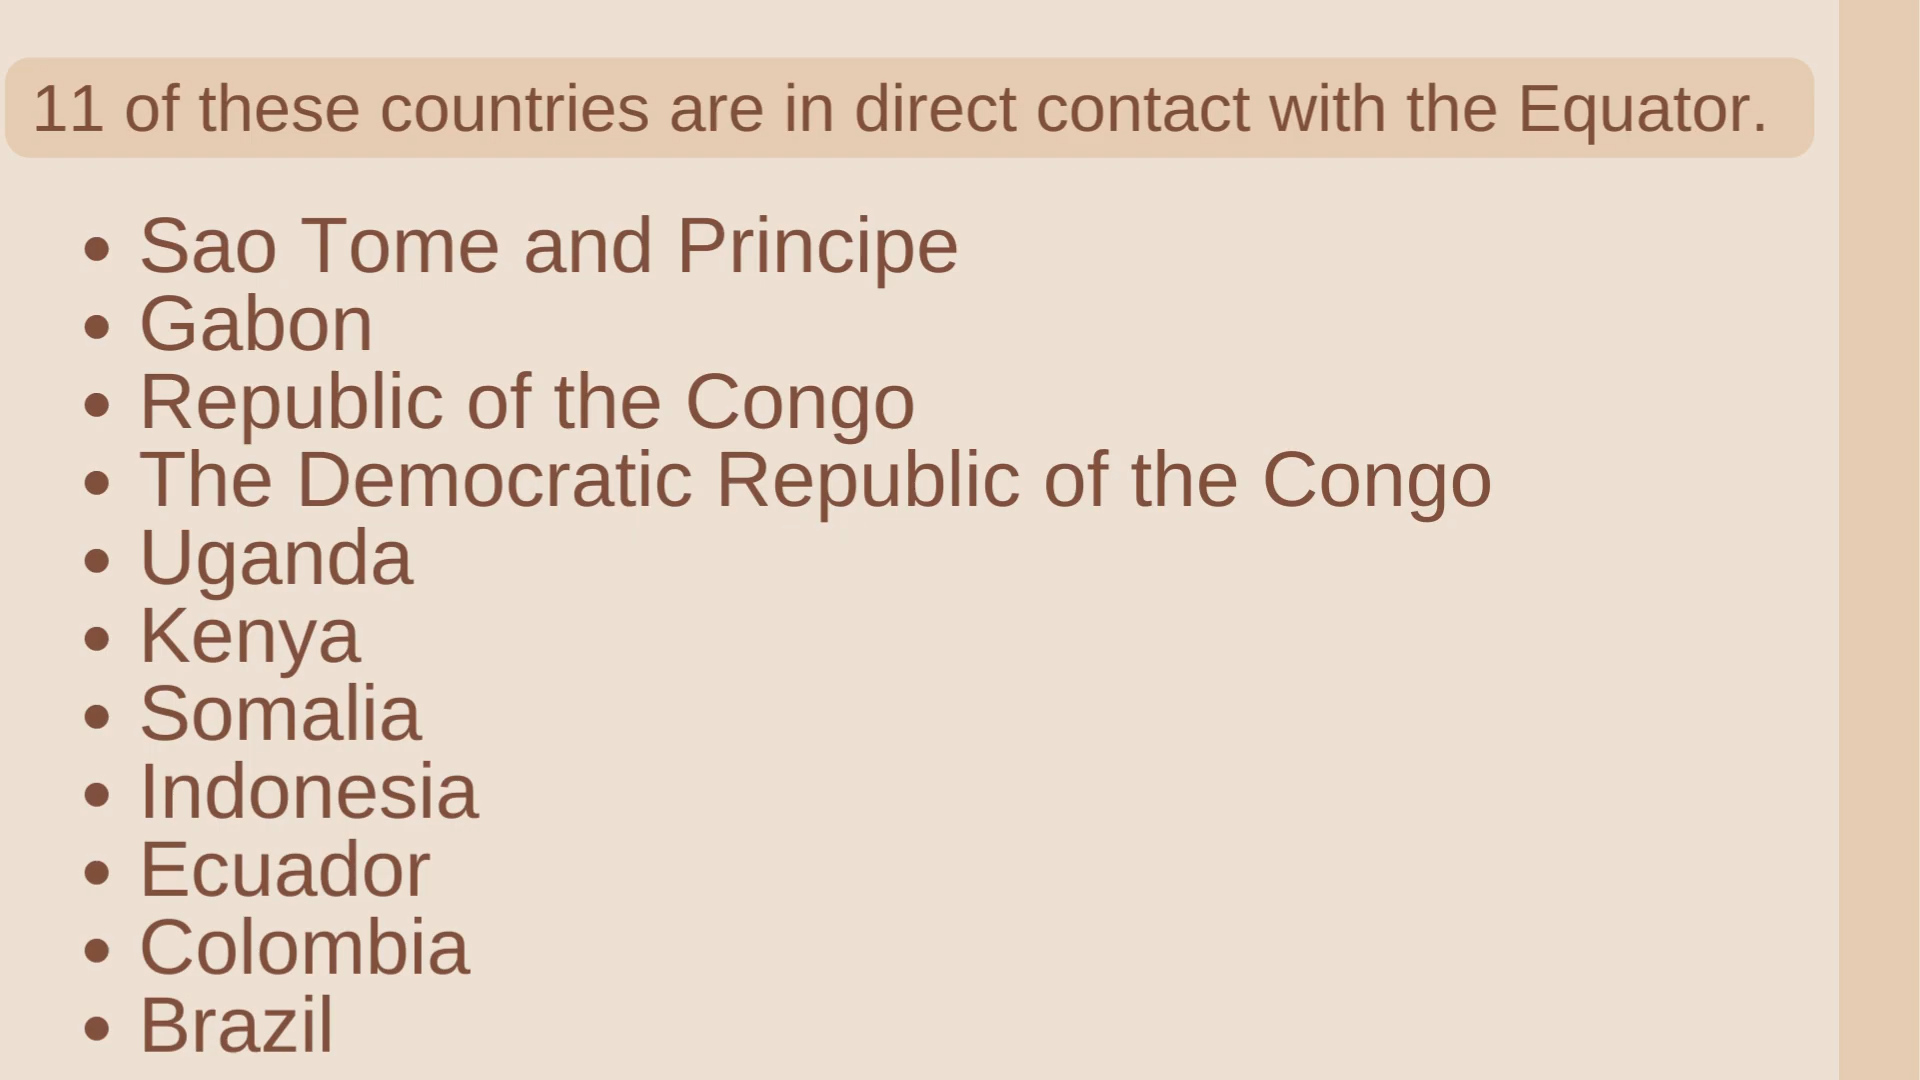 11 of these countries are in direct contact with the Equator.
• Sao Tome and Principe
• Gabon
• Republic of the Congo
• The Democratic Republic of the Congo
• Uganda
• Kenya
• Somalia
• Indonesia
• Ecuador
• Colombia
• Brazil